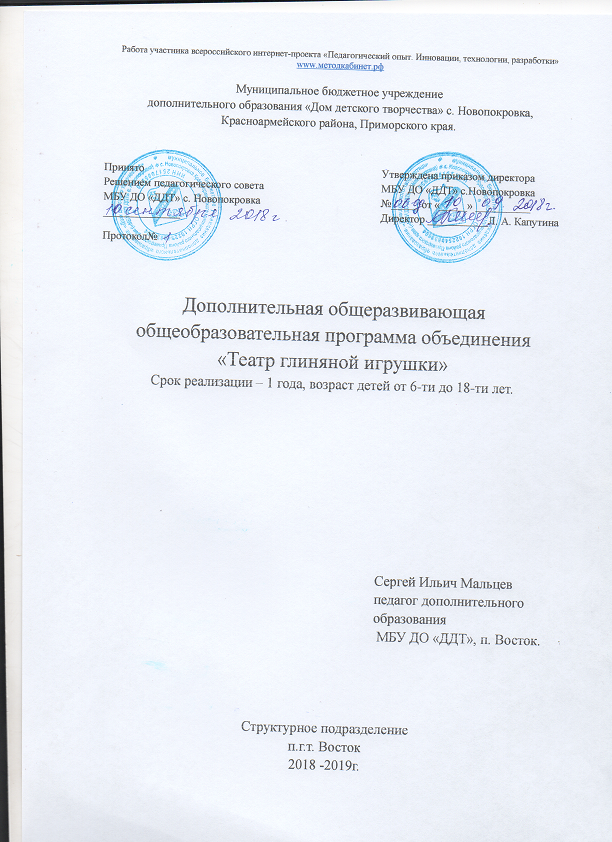 Работа участника всероссийского интернет-проекта «Педагогический опыт. Инновации, технологии, разработки»
www.методкабинет.рф
Муниципальное бюджетное учреждение
дополнительного образования «Дом детского творчества» с. Новопокровка,
Красноармейского района, Приморского края.
Принято
Решением педагогического совета
МБУ ДО «ДДТ» с. Новопокровка
10 сентября 2018 г.
Протокол№ 1
Утверждена приказом директора
МБУ ДО «ДДТ» с.Новопокровка
№ от « 10 » 09 2018г.
Директор Л. А. Капутина
Дополнительная общеразвивающая
общеобразовательная программа объединения
«Театр глиняной игрушки»
Срок реализации – 1 года, возраст детей от 6-ти до 18-ти лет.
Сергей Ильич Мальцев
педагог дополнительного
образования
МБУ ДО «ДДТ», п. Восток.
Структурное подразделение
п.г.т. Восток
2018 -2019г.